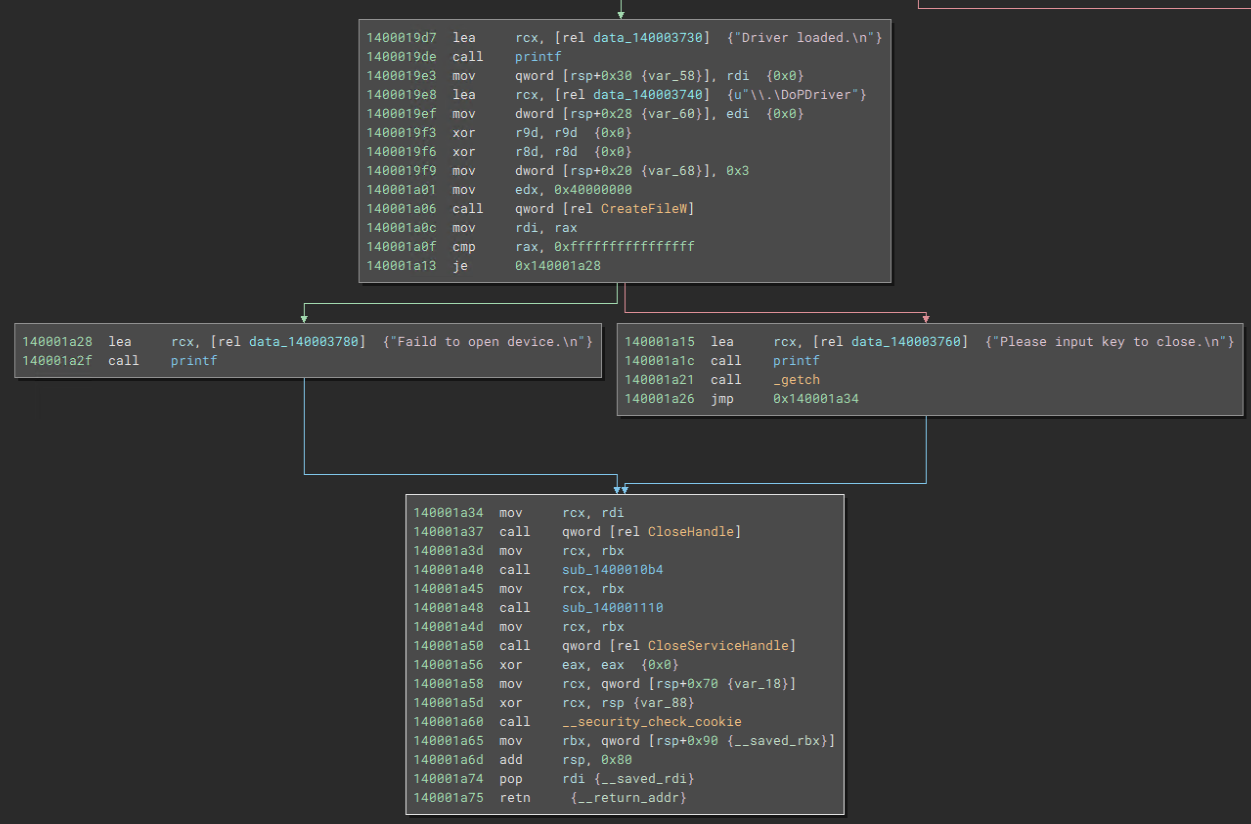 1400019d7 lea rcx, [rel data_140003730] {"Driver loaded.\n"}
1400019de call printf
1400019e3 mov qword [rsp+0x30 {var_58}], rdi {0x0}
1400019e8 lea rcx, [rel data_140003740] {u"\\.\DoPDriver"}
1400019ef mov dword [rsp+0x28 {var_60}], edi {0x0}
1400019f3 xor r9d, r9d {0x0}
1400019f6 xor r8d, r8d {0x0}
1400019f9 mov dword [rsp+0x20 {var_68}], 0x3
140001a01 mov edx, 0x40000000
140001a06 call qword [rel CreateFileW]
140001a0c mov rdi, rax
140001a0f cmp rax, 0xffffffffffffffff
140001a13 je 0x140001a28
140001a28 lea rcx, [rel data_140003780] {"Faild to open device.\n"}
140001a2f call printf
140001a15 lea rcx, [rel data_140003760] {"Please input key to close.\n"}
140001a1c call printf
140001a21 call _getch
140001a26 jmp 0x140001a34
140001a34 mov rcx, rdi
140001a37 call qword [rel CloseHandle]
140001a3d mov rcx, rbx
140001a40 call sub_1400010b4
140001a45 mov rcx, rbx
140001a48 call sub_140001110
140001a4d mov rcx, rbx
140001a50 call qword [rel CloseServiceHandle]
140001a56 xor eax, eax {0x0}
140001a58 mov rcx, qword [rsp+0x70 {var_18}]
140001a5d xor rcx, rsp {var_88}
140001a60 call __security_check_cookie
140001a65 mov rbx, qword [rsp+0x90 {__saved_rbx}]
140001a6d add rsp, 0x80
140001a74 pop rdi {__saved_rdi}
140001a75 retn {__return_addr}